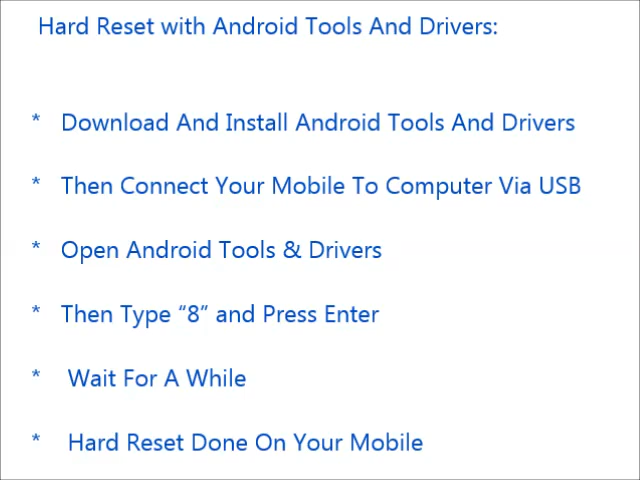 Hard Reset with Android Tools And Drivers:
* Download And Install Android Tools And Drivers
* Then Connect Your Mobile To Computer Via USB
* Open Android Tools & Drivers
* Then Type “8” and Press Enter
* Wait For A While
* Hard Reset Done On Your Mobile